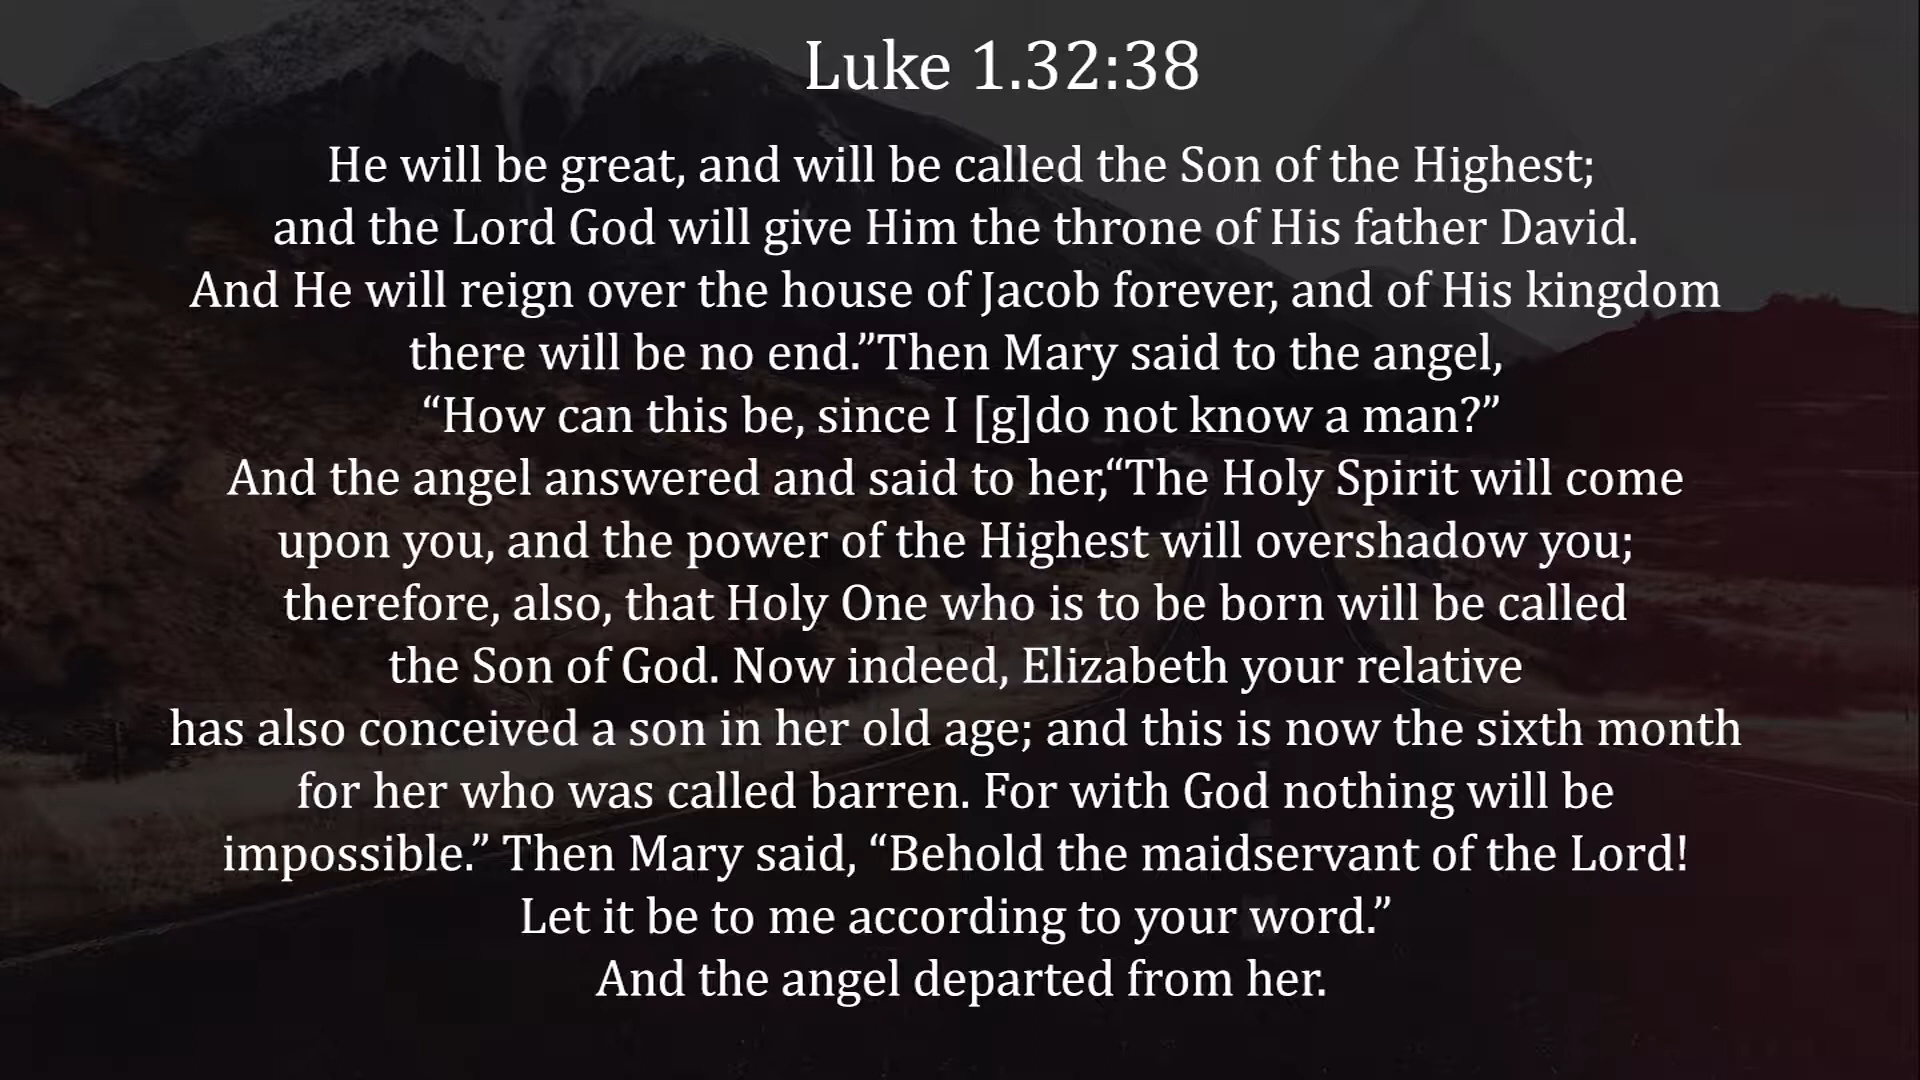 Luke 1.32:38
He will be great, and will be called the Son of the Highest;
and the Lord God will give Him the throne of His father David.
And He will reign over the house of Jacob forever, and of His kingdom
there will be no end.”Then Mary said to the angel,
“How can this be, since I [g]do not know a man?”
And the angel answered and said to her,“The Holy Spirit will come
upon you, and the power of the Highest will overshadow you;
therefore, also, that Holy One who is to be born will be called
the Son of God. Now indeed, Elizabeth your relative
has also conceived a son in her old age; and this is now the sixth month
for her who was called barren. For with God nothing will be
impossible.” Then Mary said, “Behold the maidservant of the Lord!
Let it be to me according to your word.”
And the angel departed from her.